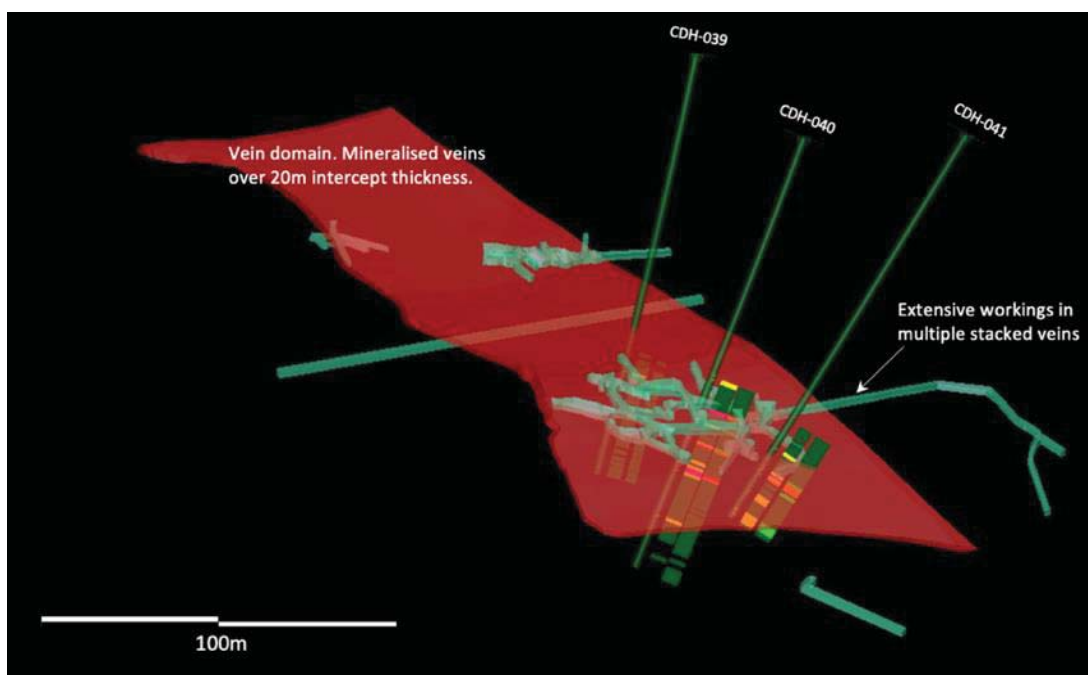 CDH-039
CDH-040
CDH-041
Vein domain. Mineralised veins
over 20m intercept thickness.
Extensive workings in
multiple stacked veins
100m